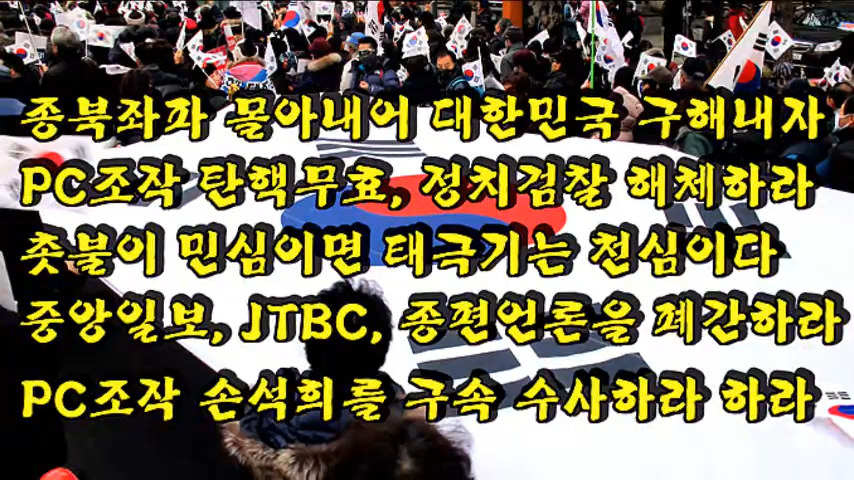 종북좌파 몰아내어 대한민국 구해내자
PC조작 탄핵무효, 정치검찰 해체하라
촛불이 민심이면 태극기는 천심이다
중앙일보, JTBC, 종편언론을 폐간하라
PC조작 손석희를 구속 수사하라 하라